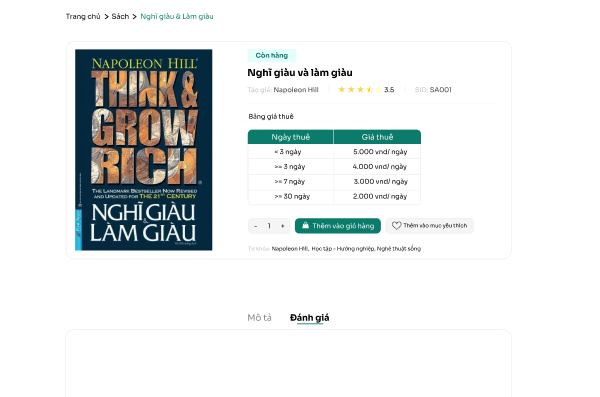 Trang chủ > Sách > Nghĩ giàu & Làm giàu
NAPOLEON HILL'
THINK &
GROW
RICH
THE LANDMARK BESTSELLER NOW REVISED
AND UPDATED FOR THE 21ST CENTURY
NGHĨ GIÀU
LÀM GIÀU
Còn hàng
Nghĩ giàu và làm giàu
Tác giả: Napoleon Hill
3.5
SID: SA001
Bảng giá thuê
Ngày thuê Giá thuê
< 3 ngày 5.000 vnd/ ngày
>= 3 ngày 4.000 vnd/ ngày
>= 7 ngày 3.000 vnd/ ngày
>= 30 ngày 2.000 vnd/ ngày
- 1 +
Thêm vào giỏ hàng
Thêm vào mục yêu thích
Từ khóa: Napoleon Hill, Học tập - Hướng nghiệp, Nghệ thuật sống
Mô tả
Đánh giá